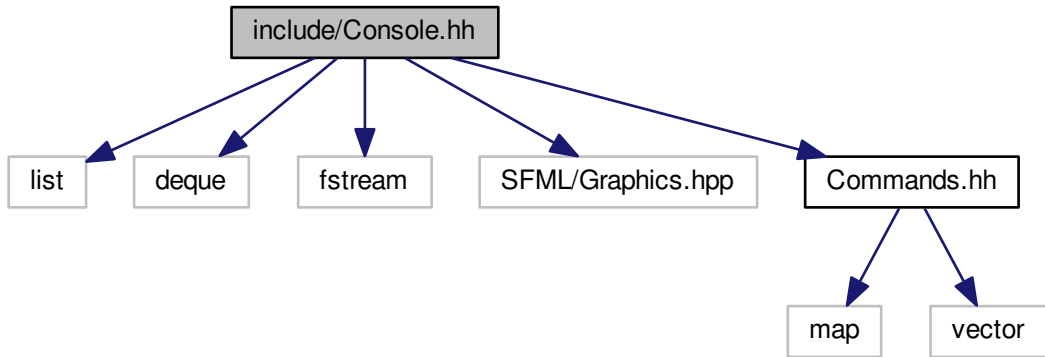 include/Console.hh
list
deque
fstream
SFML/Graphics.hpp
Commands.hh
map
vector